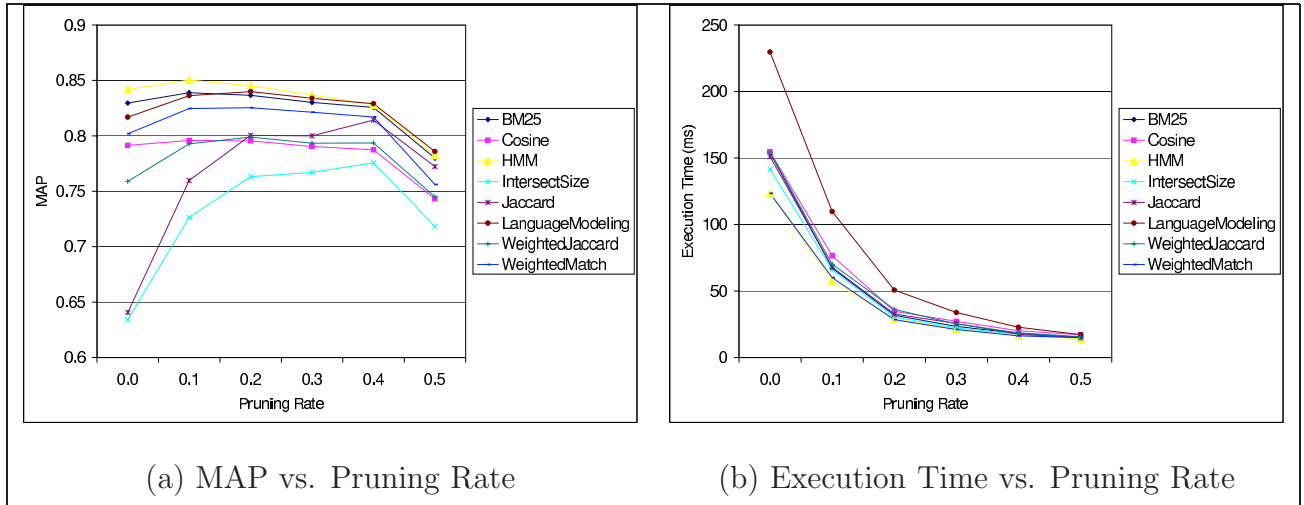 0.9
0.85
0.8
0.75
0.7
0.65
0.6
MAP
0.0 0.1 0.2 0.3 0.4 0.5
Pruning Rate
BM25
Cosine
HMM
IntersectSize
Jaccard
LanguageModeling
WeightedJaccard
WeightedMatch
(a) MAP vs. Pruning Rate
250
200
150
100
50
0
Execution Time (ms)
0.0 0.1 0.2 0.3 0.4 0.5
Pruning Rate
BM25
Cosine
HMM
IntersectSize
Jaccard
LanguageModeling
WeightedJaccard
WeightedMatch
(b) Execution Time vs. Pruning Rate